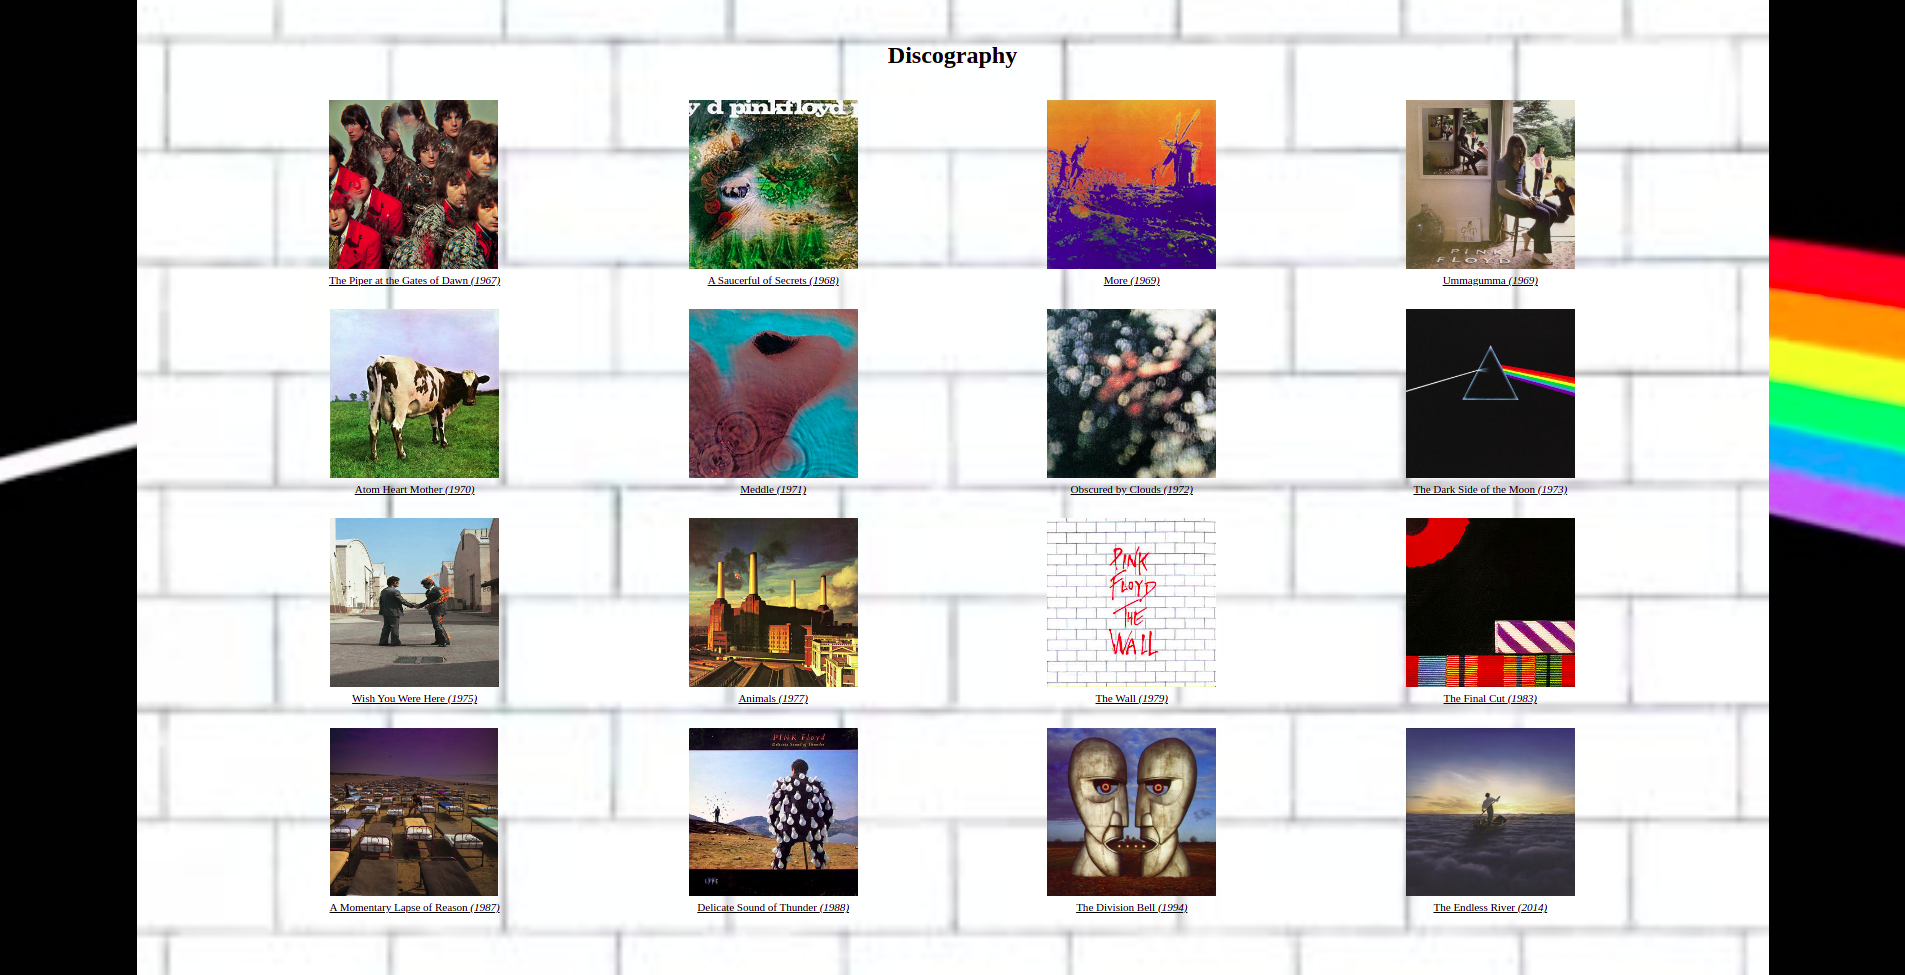 Discography
y d pinkfloyd
PINK
FLOYD
The Piper at the Gates of Dawn (1967)
A Saucerful of Secrets (1968)
More (1969)
Ummagumma (1969)
Atom Heart Mother (1970)
Meddle (1971)
Obscured by Clouds (1972)
The Dark Side of the Moon (1973)
PINK
FLOYD
THE
WALL
Wish You Were Here (1975)
Animals (1977)
The Wall (1979)
The Final Cut (1983)
PINK Floyd
Delicate Sound of Thunder
A Momentary Lapse of Reason (1987)
Delicate Sound of Thunder (1988)
The Division Bell (1994)
The Endless River (2014)